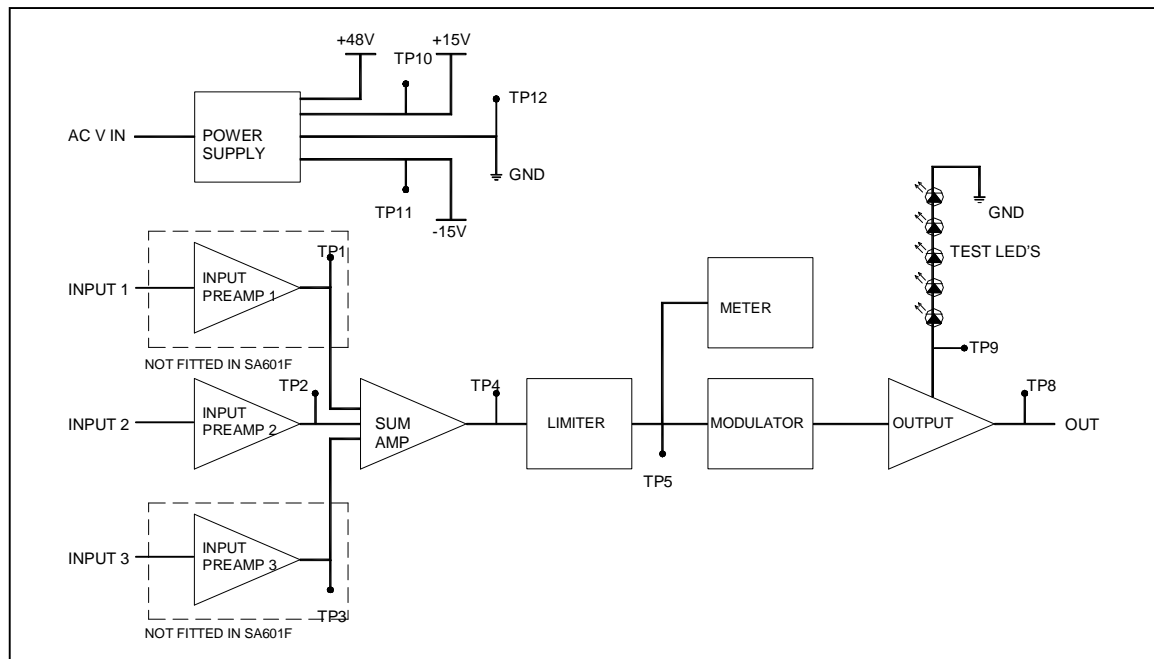 +48V
+15V
TP10
TP12
AC V IN
POWER
SUPPLY
GND
TP11
-15V
GND
TEST LED'S
TP1
INPUT 1
INPUT
PREAMP 1
METER
NOT FITTED IN SA601F
TP9
TP2
TP4
TP8
INPUT 2
INPUT
PREAMP 2
SUM
AMP
LIMITER
MODULATOR
OUTPUT
OUT
TP5
INPUT 3
INPUT
PREAMP 3
TP3
NOT FITTED IN SA601F